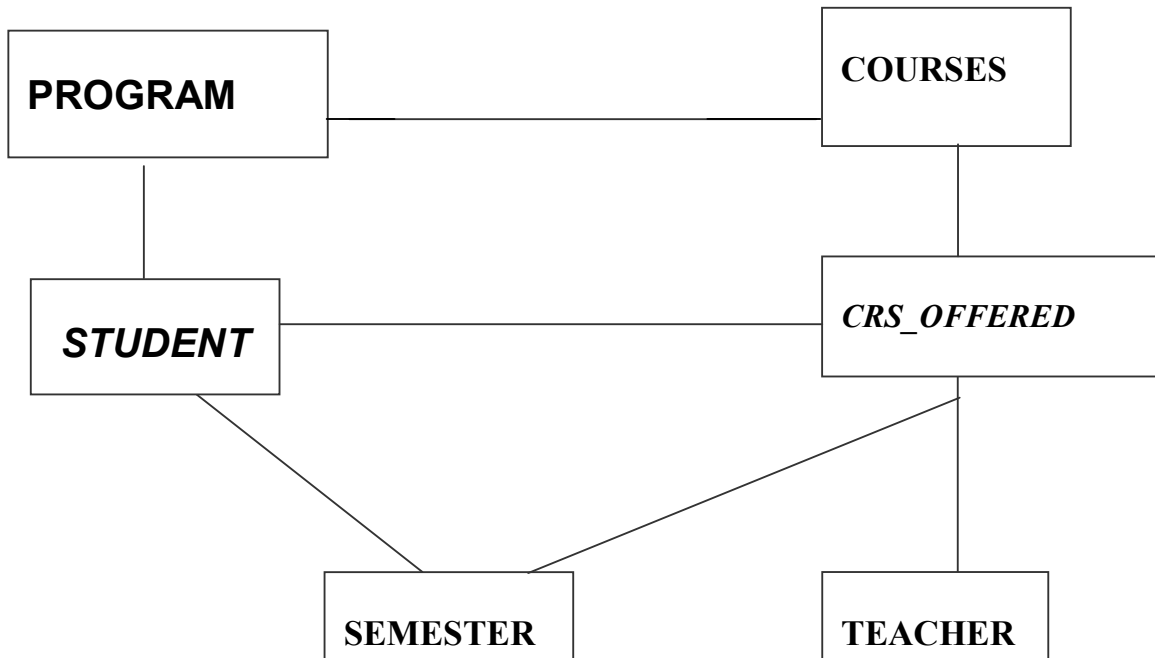 PROGRAM
COURSES
STUDENT
CRS_OFFERED
SEMESTER
TEACHER